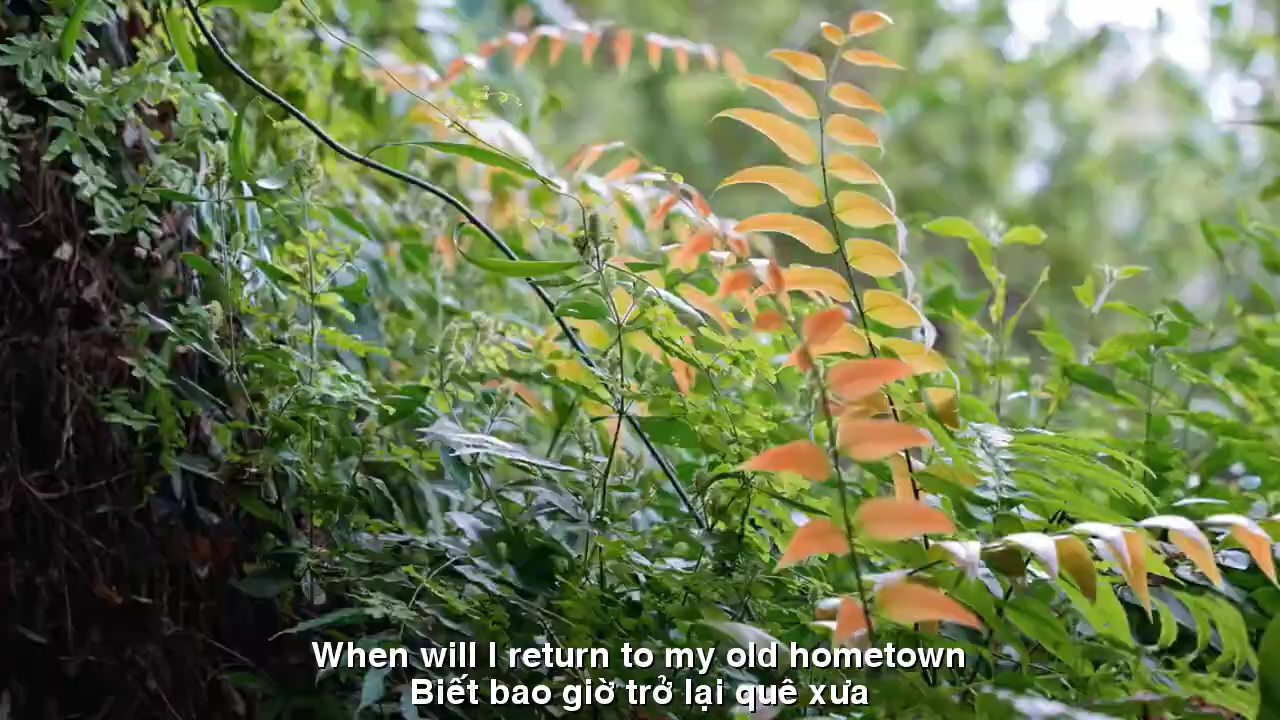 When will I return to my old hometown
Biết bao giờ trở lại quê xưa